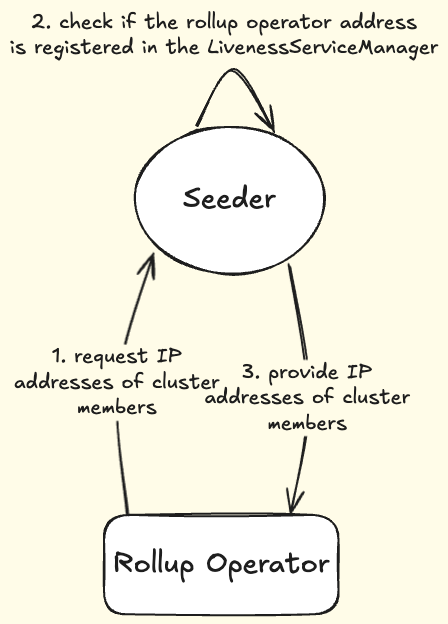 2. check if the rollup operator address
is registered in the LivenessServiceManager
Seeder
1. request IP
addresses of cluster
members
3. provide IP
addresses of cluster
members
Rollup Operator